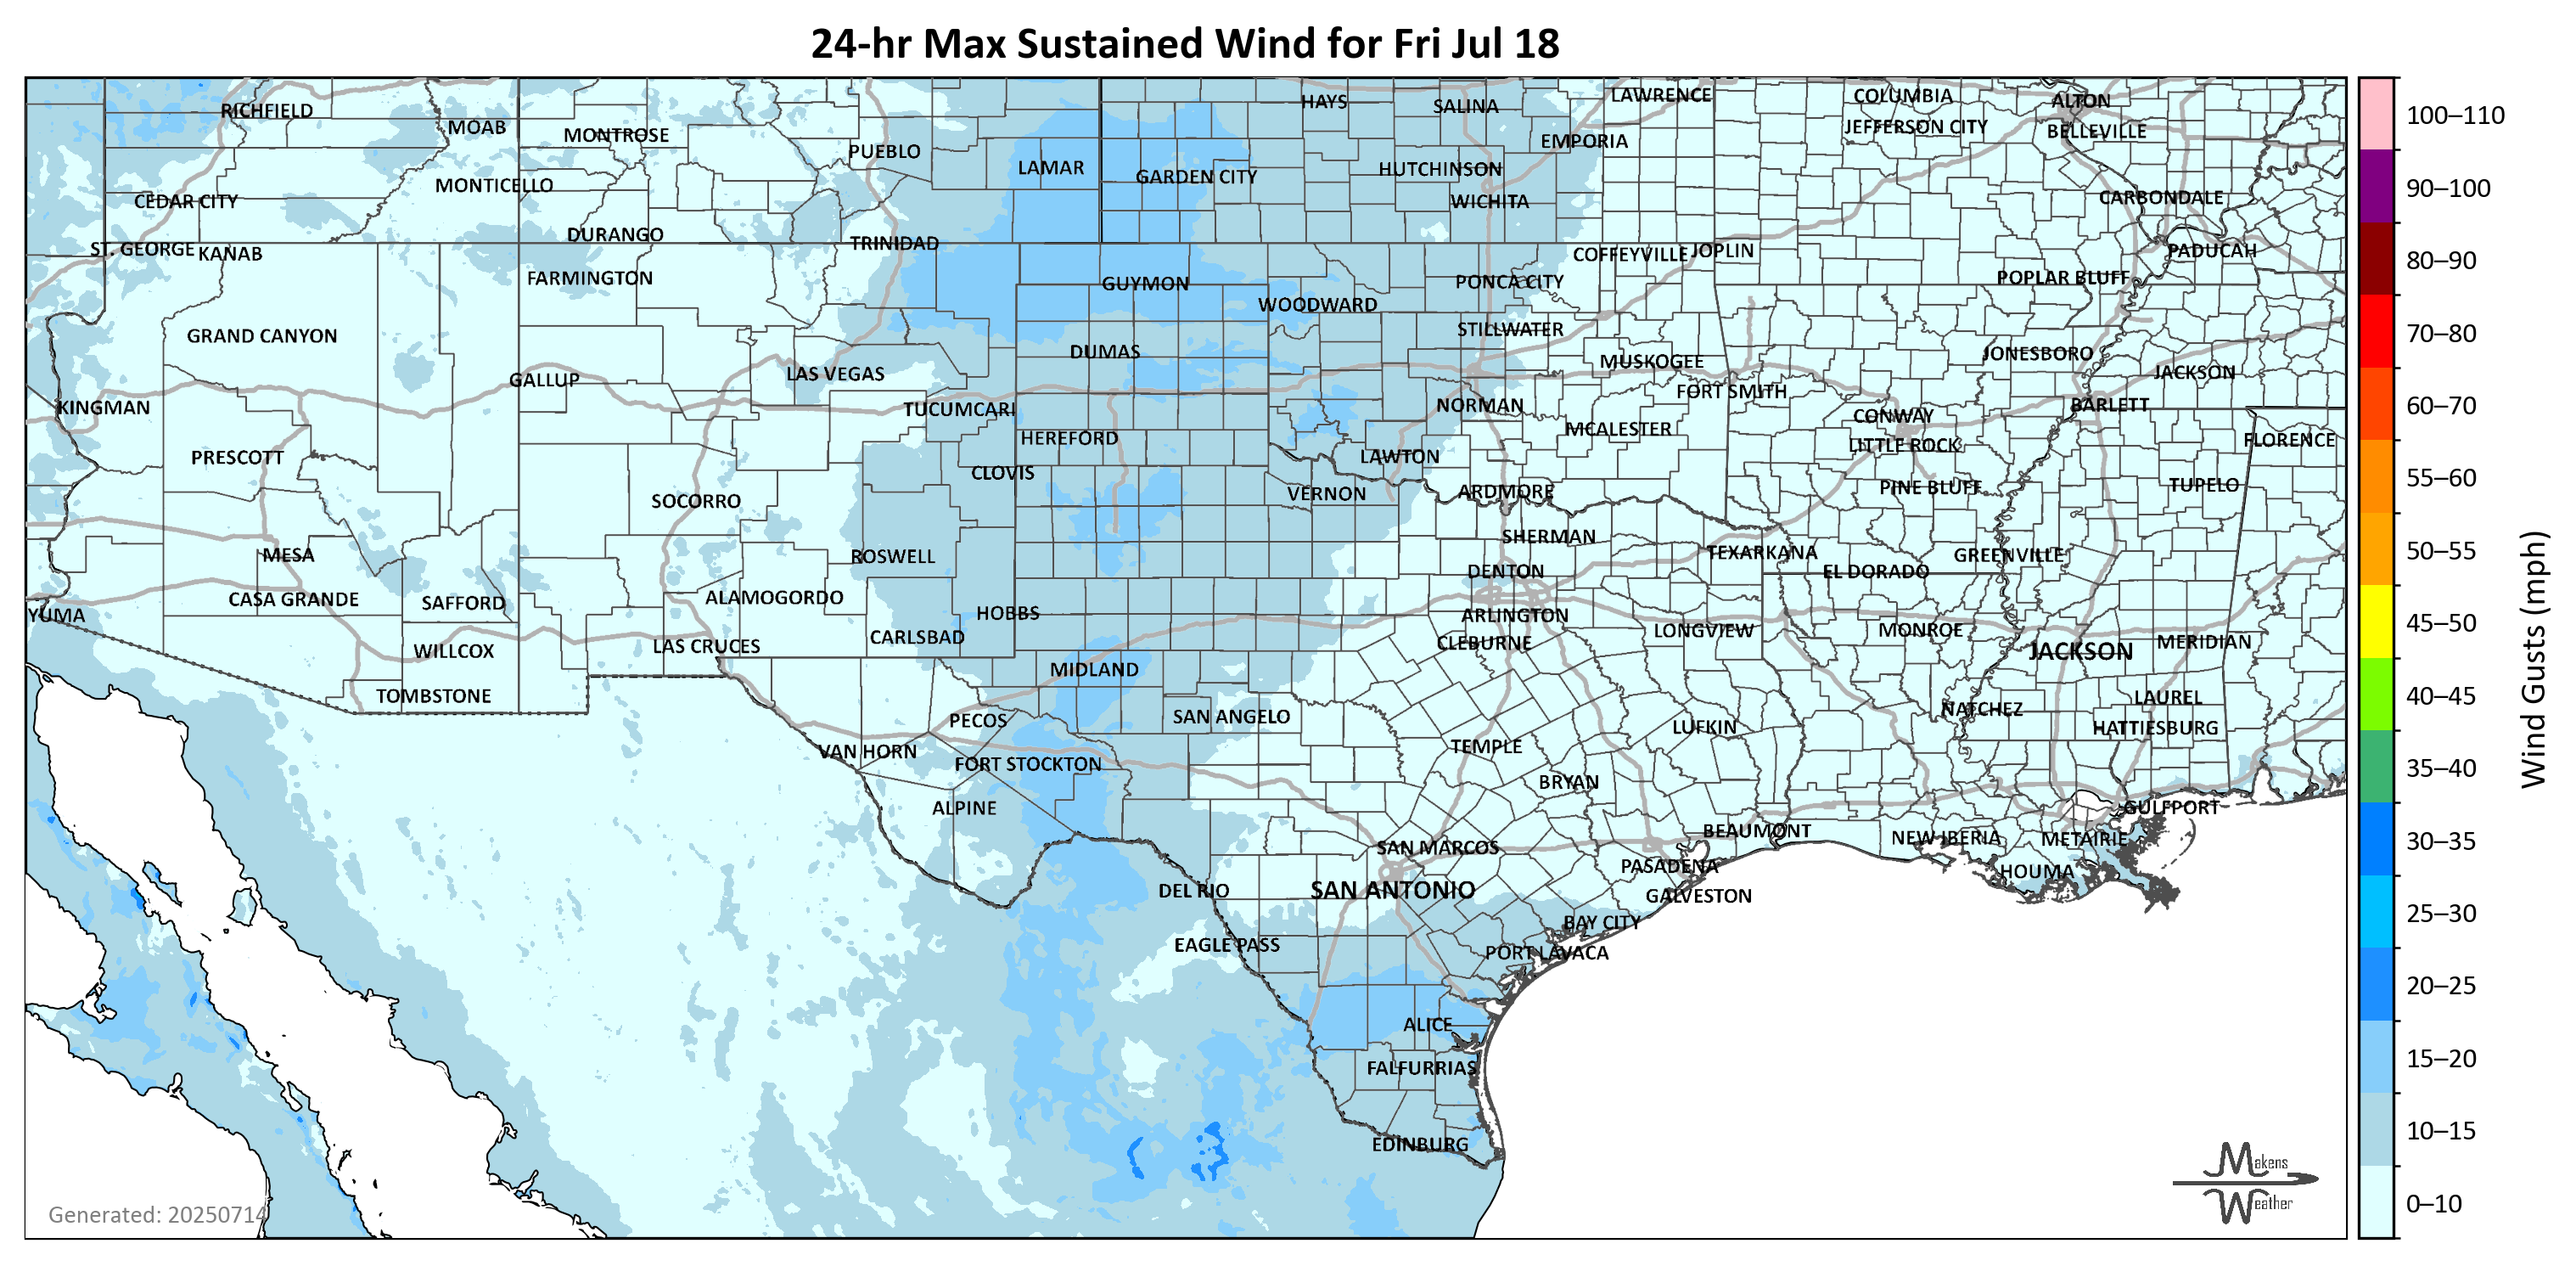 24-hr Max Sustained Wind for Fri Jul 18
RICHFIELD
MOAB
MONTROSE
PUEBLO
LAMAR
GARDEN CITY
HAYS
SALINA
HUTCHINSON
WICHITA
EMPORIA
LAWRENCE
COLUMBIA
JEFFERSON CITY
ALTON
BELLEVILLE
CARBONDALE
CEDAR CITY
MONTICELLO
DURANGO
TRINIDAD
ST. GEORGE
KANAB
FARMINGTON
GUYMON
WOODWARD
PONCA CITY
COFFEYVILLE
JOPLIN
POPLAR BLUFF
PADUCAH
GRAND CANYON
DUMAS
STILLWATER
MUSKOGEE
JONESBORO
JACKSON
KINGMAN
GALLUP
LAS VEGAS
TUCUMCARI
NORMAN
FORT SMITH
CONWAY
BARLETT
PRESCOTT
HEREFORD
CLOVIS
LAWTON
MCALESTER
LITTLE ROCK
FLORENCE
SOCORRO
VERNON
ARDMORE
PINE BLUFF
TUPELO
MESA
ROSWELL
SHERMAN
TEXARKANA
GREENVILLE
DENTON
EL DORADO
YUMA
CASA GRANDE
SAFFORD
ALAMOGORDO
HOBBS
ARLINGTON
CLEBURNE
LONGVIEW
MONROE
JACKSON
MERIDIAN
WILLCOX
LAS CRUCES
CARLSBAD
MIDLAND
TOMBSTONE
PECOS
SAN ANGELO
LUFKIN
NATCHEZ
LAUREL
HATTIESBURG
VAN HORN
FORT STOCKTON
TEMPLE
BRYAN
ALPINE
BEAUMONT
NEW IBERIA
METAIRIE
GULFPORT
SAN MARCOS
PASADENA
HOUMA
DEL RIO
SAN ANTONIO
GALVESTON
EAGLE PASS
BAY CITY
PORT LAVACA
ALICE
FALFURRIAS
EDINBURG
Generated: 20250714
Makens
Weather
100–110
90–100
80–90
70–80
60–70
55–60
50–55
45–50
40–45
35–40
30–35
25–30
20–25
15–20
10–15
0–10
Wind Gusts (mph)